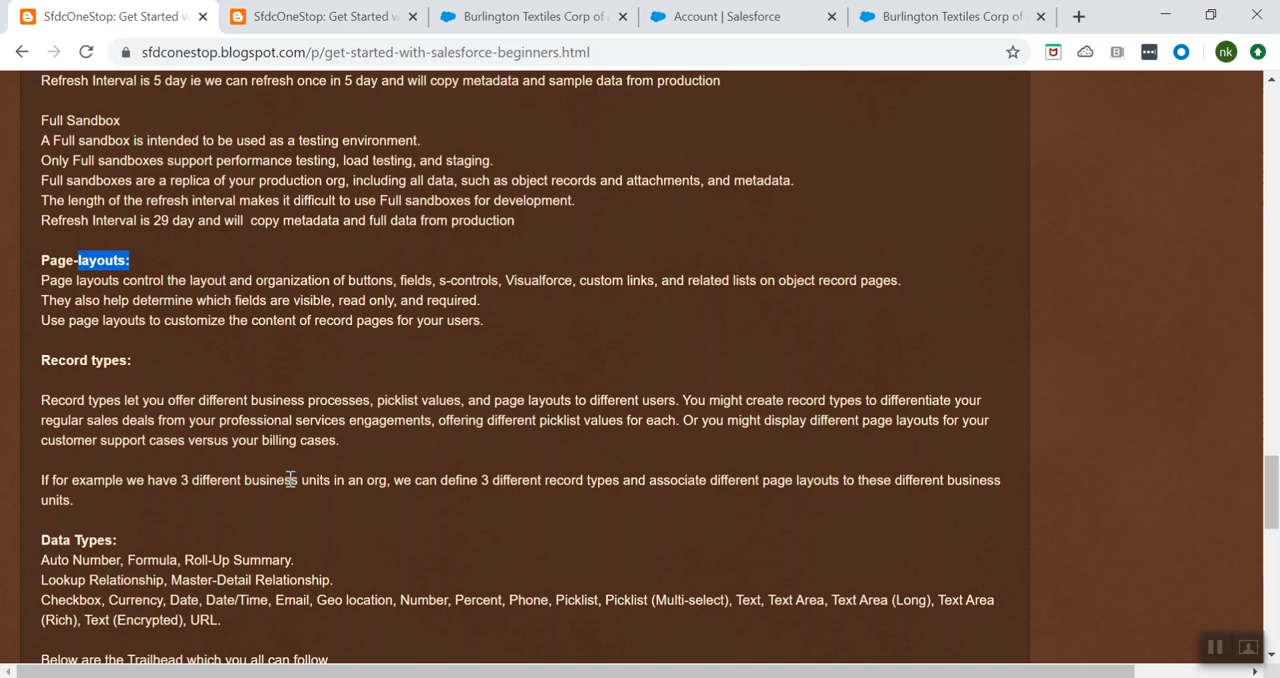 SfdcOneStop: Get Started w
SfdcOneStop: Get Started w
Burlington Textiles Corp of
Account | Salesforce
Burlington Textiles Corp of
sfdconestop.blogspot.com/p/get-started-with-salesforce-beginners.html
nk
Refresh Interval is 5 day ie we can refresh once in 5 day and will copy metadata and sample data from production
Full Sandbox
A Full sandbox is intended to be used as a testing environment.
Only Full sandboxes support performance testing, load testing, and staging.
Full sandboxes are a replica of your production org, including all data, such as object records and attachments, and metadata.
The length of the refresh interval makes it difficult to use Full sandboxes for development.
Refresh Interval is 29 day and will copy metadata and full data from production
Page-layouts:
Page layouts control the layout and organization of buttons, fields, s-controls, Visualforce, custom links, and related lists on object record pages.
They also help determine which fields are visible, read only, and required.
Use page layouts to customize the content of record pages for your users.
Record types:
Record types let you offer different business processes, picklist values, and page layouts to different users. You might create record types to differentiate your
regular sales deals from your professional services engagements, offering different picklist values for each. Or you might display different page layouts for your
customer support cases versus your billing cases.
If for example we have 3 different business units in an org, we can define 3 different record types and associate different page layouts to these different business
units.
Data Types:
Auto Number, Formula, Roll-Up Summary.
Lookup Relationship, Master-Detail Relationship.
Checkbox, Currency, Date, Date/Time, Email, Geo location, Number, Percent, Phone, Picklist, Picklist (Multi-select), Text, Text Area, Text Area (Long), Text Area
(Rich), Text (Encrypted), URL.
Below are the Trailhead which you all can follow